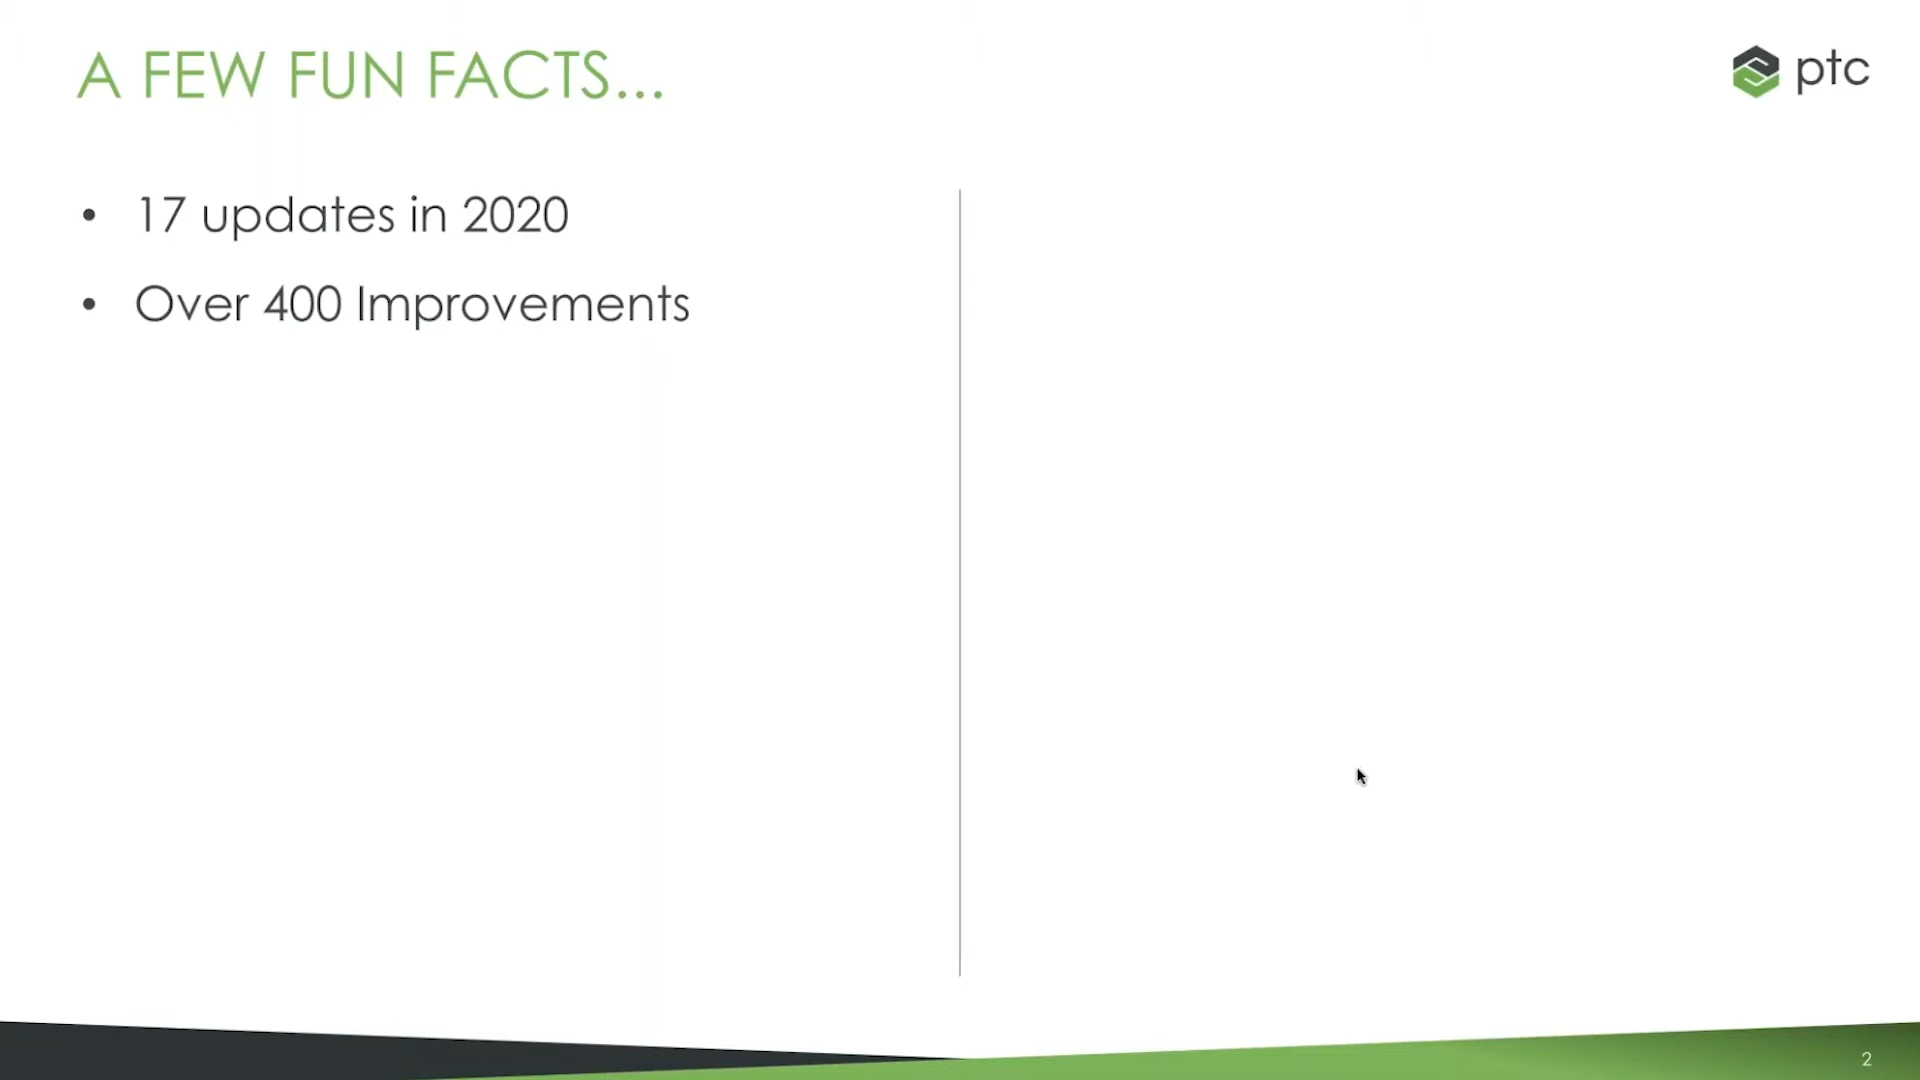 A FEW FUN FACTS...
ptc
• 17 updates in 2020
• Over 400 Improvements
2